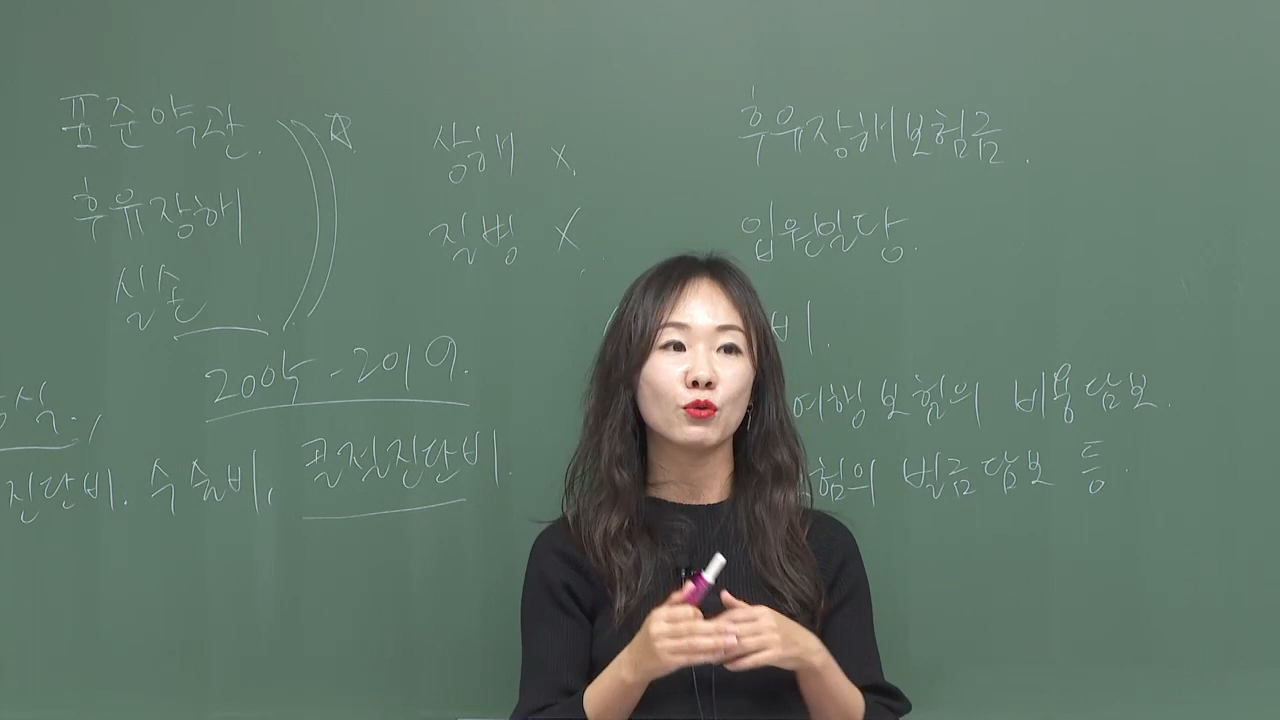 표준약관.
후유장해
실손
2005-2019.
진단비. 수술비, 골절진단비.
상해 X.
질병 X
후유장해보험금.
입원일당.
비.
여행보험의 비용담보.
험의 벌금담보 등.